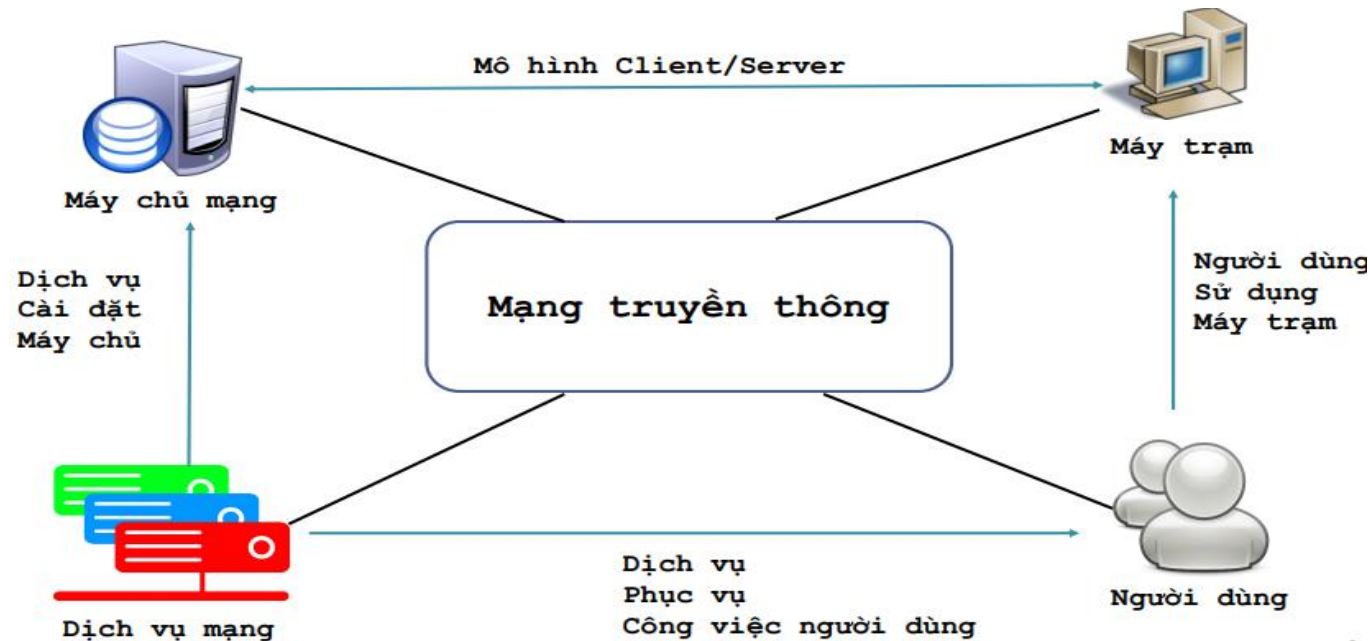 Mô hình Client/Server
Máy trạm
Máy chủ mạng
Dịch vụ
Cài đặt
Máy chủ
Mạng truyền thông
Người dùng
Sử dụng
Máy trạm
Dịch vụ
Phục vụ
Công việc người dùng
Người dùng
Dịch vụ mạng